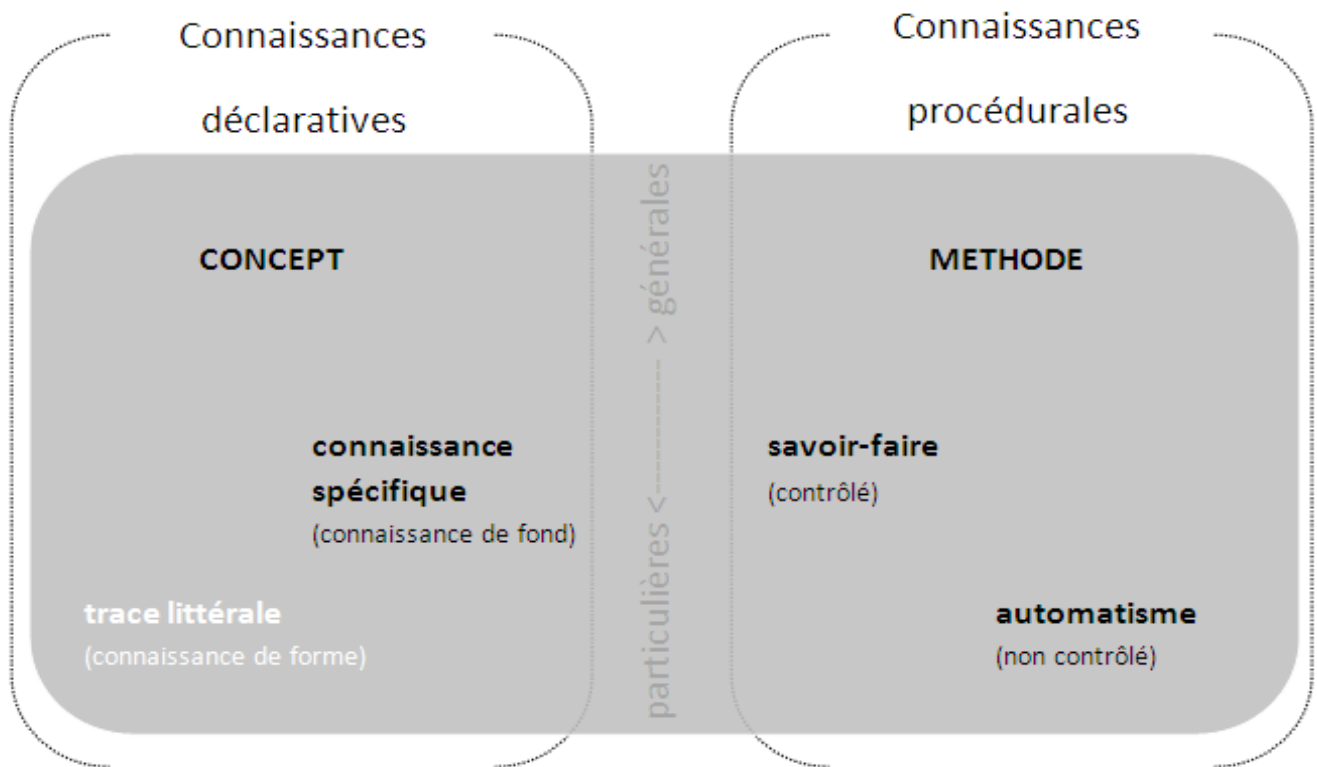 Connaissances
déclaratives
Connaissances
procédurales
CONCEPT
METHODE
particulières <------------ > générales
connaissance
spécifique
(connaissance de fond)
savoir-faire
(contrôlé)
trace littérale
(connaissance de forme)
automatisme
(non contrôlé)